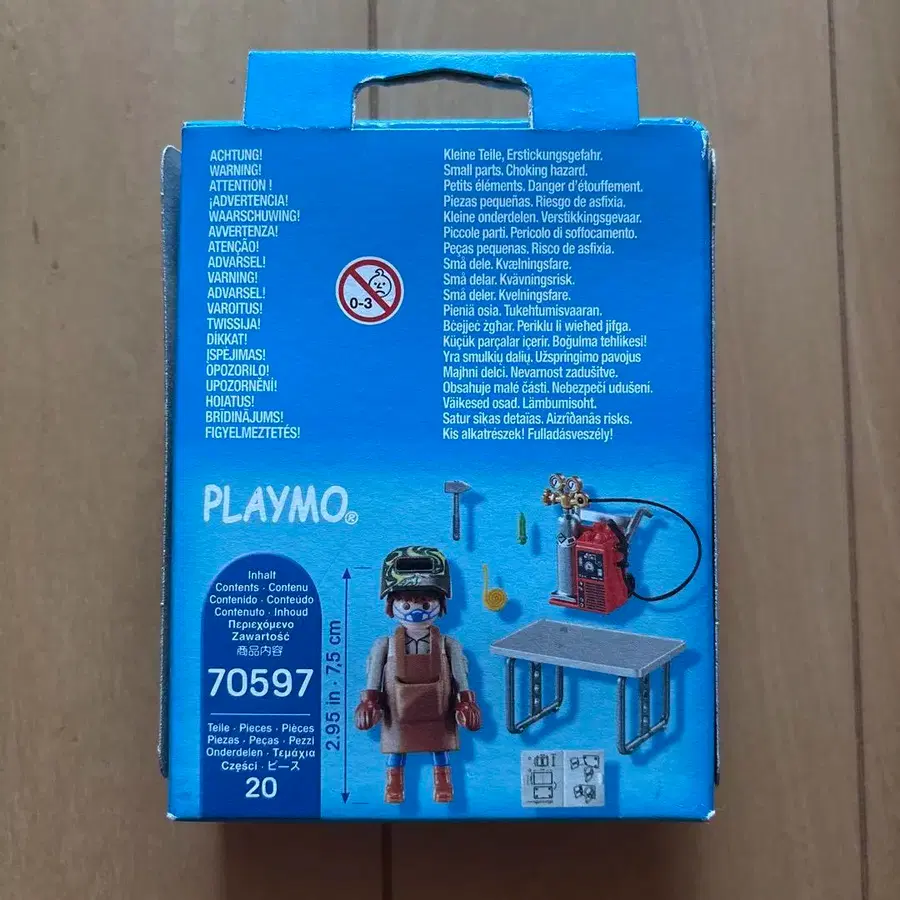 ACHTUNG! Kleine Teile, Erstickungsgefahr.
WARNING! Small parts. Choking hazard.
ATTENTION ! Petits éléments. Danger d'étouffement.
¡ADVERTENCIA! Piezas pequeñas. Riesgo de asfixia.
WAARSCHUWING! Kleine onderdelen. Verstikkingsgevaar.
AVVERTENZA! Piccole parti. Pericolo di soffocamento.
ATENÇÃO! Peças pequenas. Risco de asfixia.
ADVARSEL! Små dele. Kvælningsfare.
VARNING! Små delar. Kvävningsrisk.
ADVARSEL! Små deler. Kvelningsfare.
VAROITUS! Pieniä osia. Tukehtumisvaaran.
TWISSIJA! Bċejjeċ żgħar. Periklu li wieħed jifga.
DİKKAT! Küçük parçalar içerir. Boğulma tehlikesi!
ĮSPĖJIMAS! Yra smulkių dalių. Užspringimo pavojus
OPOZORILO! Majhni delci. Nevarnost zadušitve.
UPOZORNĚNÍ! Obsahuje malé části. Nebezpečí udušení.
HOIATUS! Väikesed osad. Lämbumisoht.
BRĪDINĀJUMS! Satur sīkas detaļas. Aizrīšanās risks.
FIGYELMEZTETÉS! Kis alkatrészek! Fulladásveszély!
0-3
PLAYMO®
Inhalt
Contents · Contenu
Contenido · Conteúdo
Contenuto · Inhoud
Περιεχόμενο
Zawartość
商品内容
70597
Teile · Pieces · Pièces
Piezas · Peças · Pezzi
Onderdelen · Τεμάχια
Części · ピース
20
2.95 in · 7,5 cm